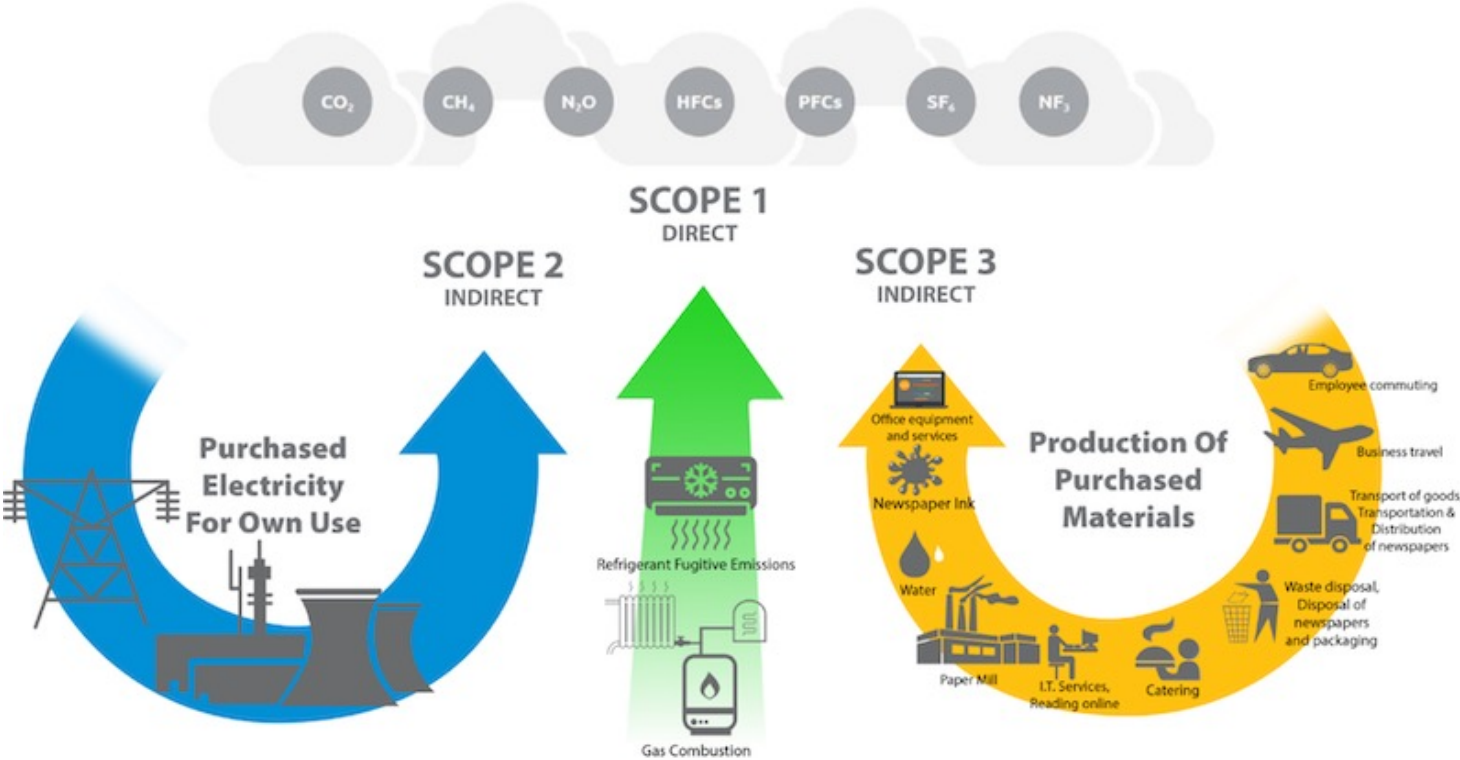 CO₂
CH₄
N₂O
HFCs
PFCs
SF₆
NF₃
SCOPE 1
DIRECT
SCOPE 2
INDIRECT
SCOPE 3
INDIRECT
Purchased
Electricity
For Own Use
Refrigerant Fugitive Emissions
Gas Combustion
Production Of
Purchased
Materials
Office equipment
and services
Newspaper Ink
Water
Paper Mill
I.T. Services,
Reading online
Catering
Waste disposal,
Disposal of
newspapers
and packaging
Transport of goods
Transportation &
Distribution
of newspapers
Business travel
Employee commuting